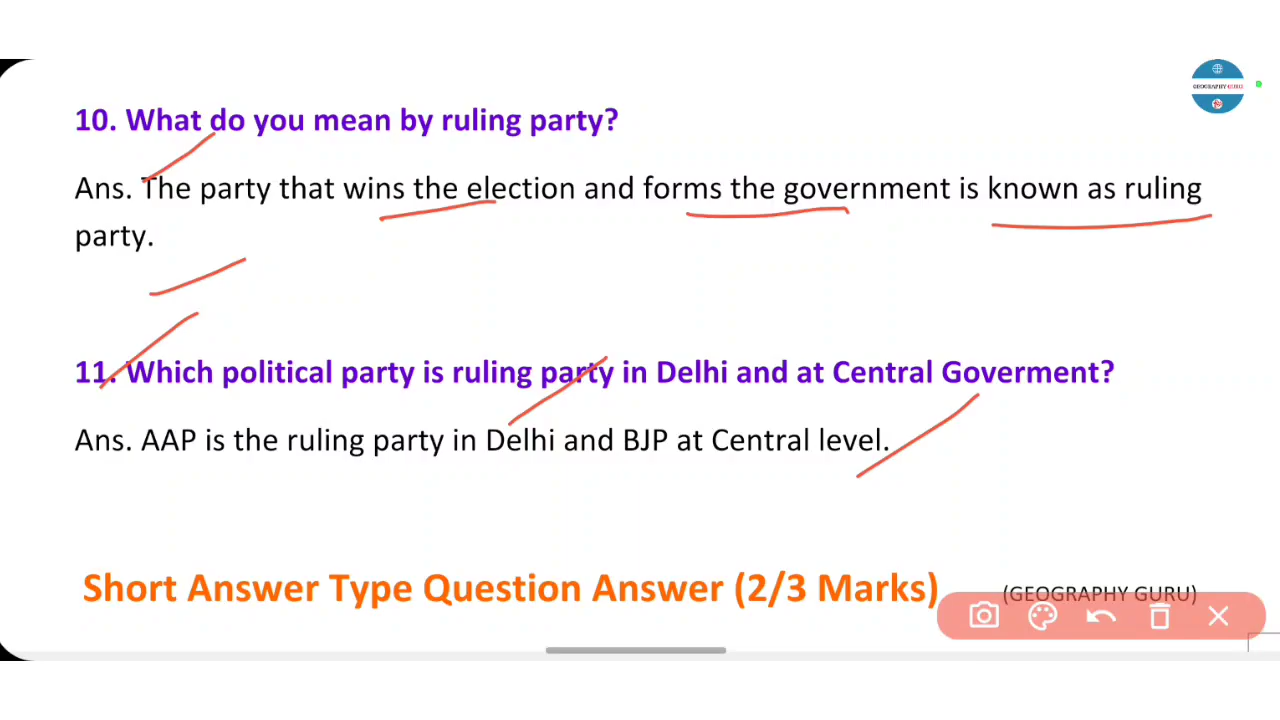 GEOGRAPHY GURU
10. What do you mean by ruling party?
Ans. The party that wins the election and forms the government is known as ruling
party.
11. Which political party is ruling party in Delhi and at Central Goverment?
Ans. AAP is the ruling party in Delhi and BJP at Central level.
Short Answer Type Question Answer (2/3 Marks)
(GEOGRAPHY GURU)